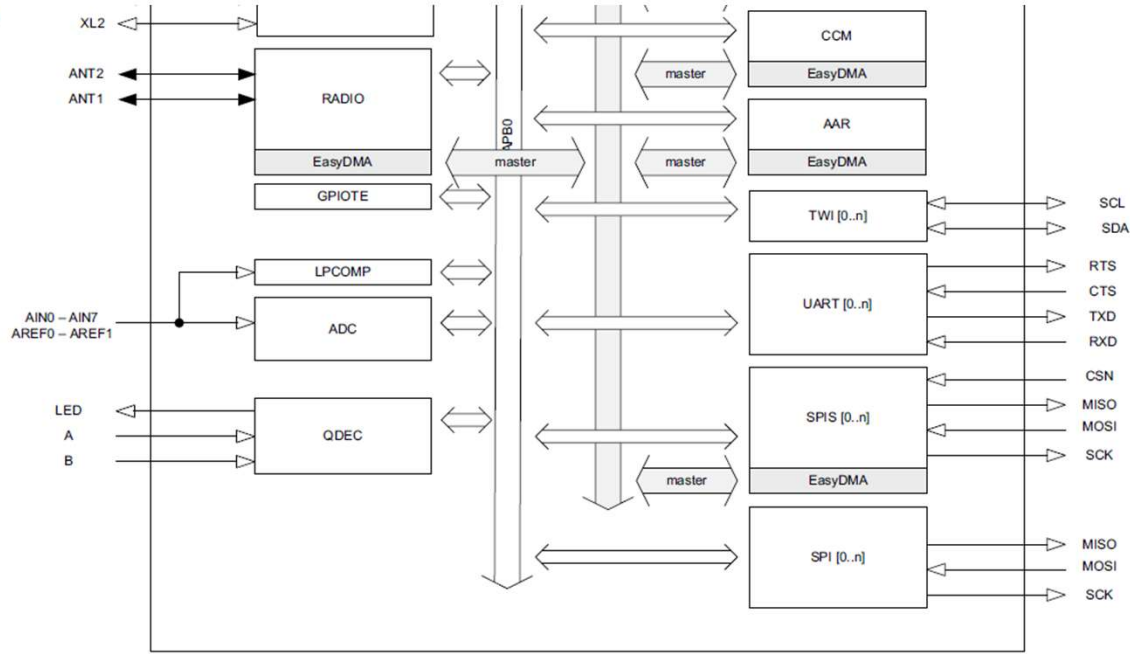 XL2
CCM
EasyDMA
master
ANT2
ANT1
RADIO
EasyDMA
APB0
master
master
AAR
EasyDMA
GPIOTE
TWI [0..n]
SCL
SDA
LPCOMP
AIN0 – AIN7
AREF0 – AREF1
ADC
UART [0..n]
RTS
CTS
TXD
RXD
LED
A
B
QDEC
SPIS [0..n]
EasyDMA
master
CSN
MISO
MOSI
SCK
SPI [0..n]
MISO
MOSI
SCK